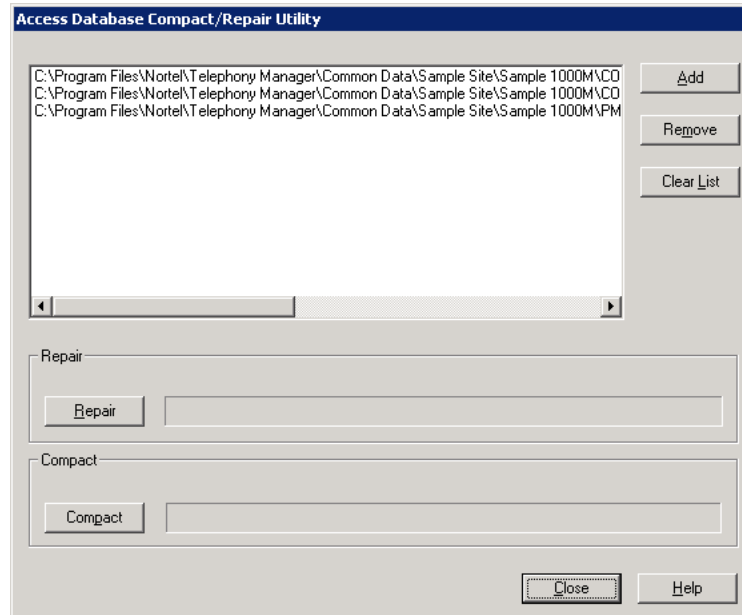 Access Database Compact/Repair Utility
C:\Program Files\Nortel\Telephony Manager\Common Data\Sample Site\Sample 1000M\CO
C:\Program Files\Nortel\Telephony Manager\Common Data\Sample Site\Sample 1000M\CO
C:\Program Files\Nortel\Telephony Manager\Common Data\Sample Site\Sample 1000M\PM
Add
Remove
Clear List
Repair
Repair
Compact
Compact
Close
Help